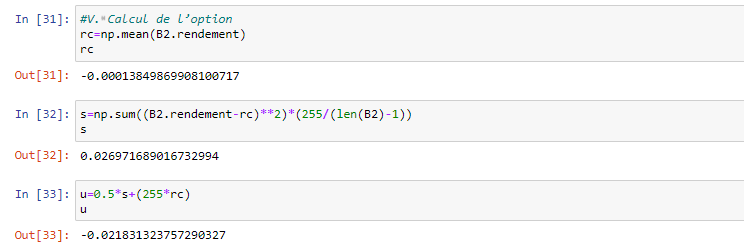 In [31]: #V. Calcul de l’option
rc=np.mean(B2.rendement)
rc
Out[31]: -0.00013849869908100717
In [32]: s=np.sum((B2.rendement-rc)**2)*(255/(len(B2)-1))
s
Out[32]: 0.026971689016732994
In [33]: u=0.5*s+(255*rc)
u
Out[33]: -0.021831323757290327